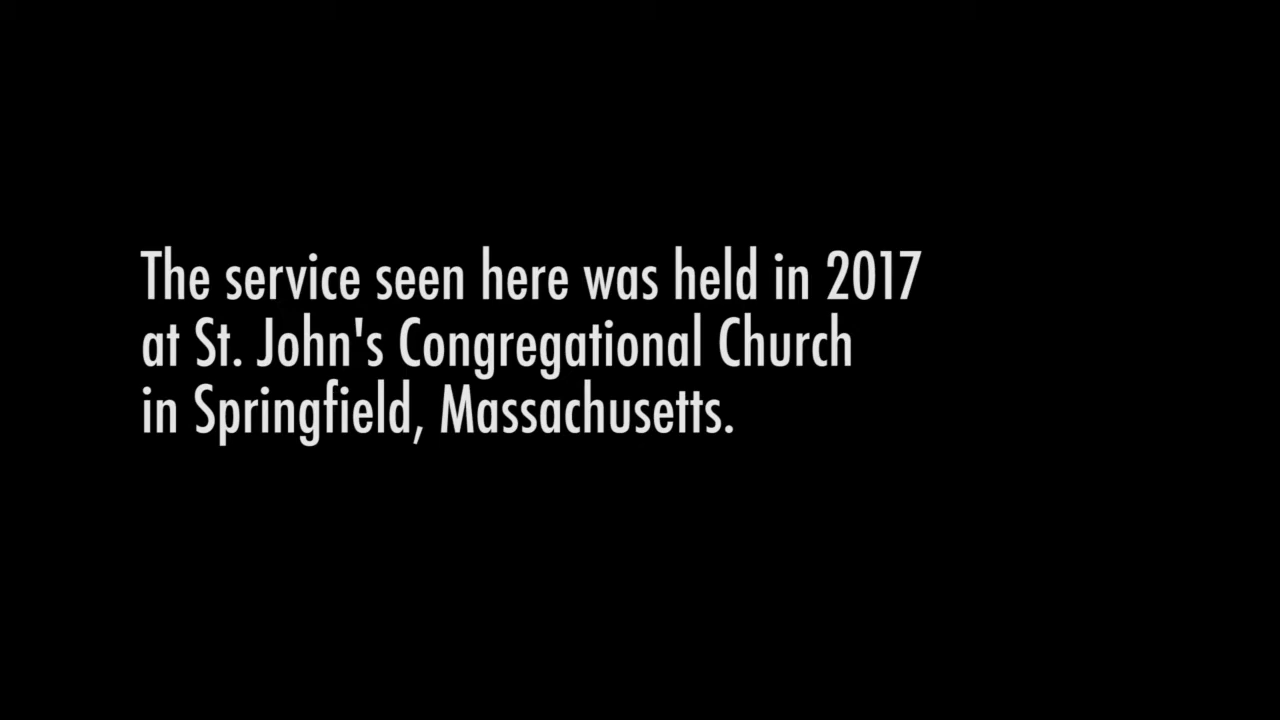 The service seen here was held in 2017
at St. John's Congregational Church
in Springfield, Massachusetts.